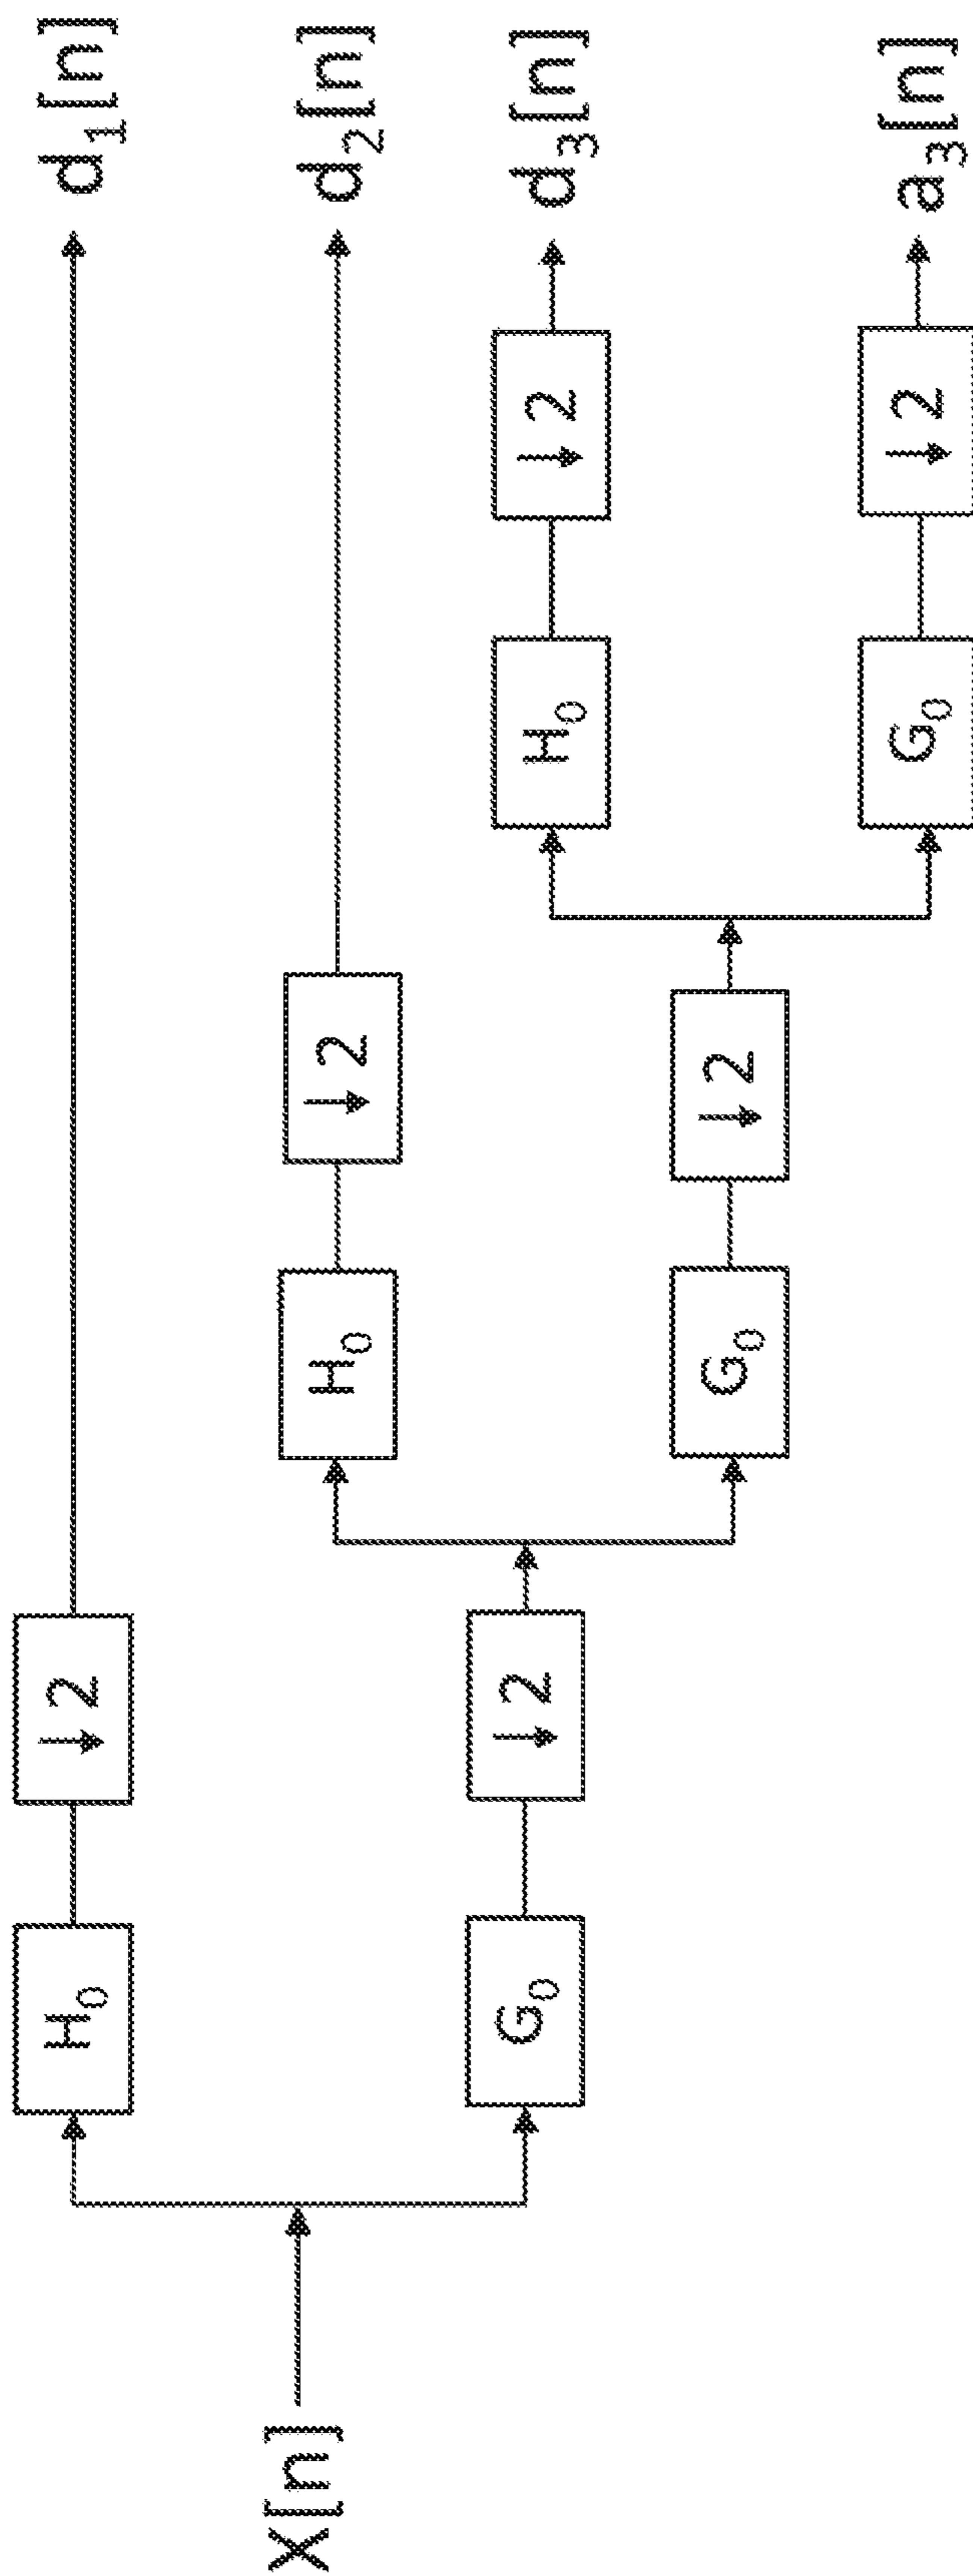 X[n]
H₀
↓ 2
d₁[n]
G₀
↓ 2
H₀
↓ 2
d₂[n]
G₀
↓ 2
H₀
↓ 2
d₃[n]
G₀
↓ 2
a₃[n]